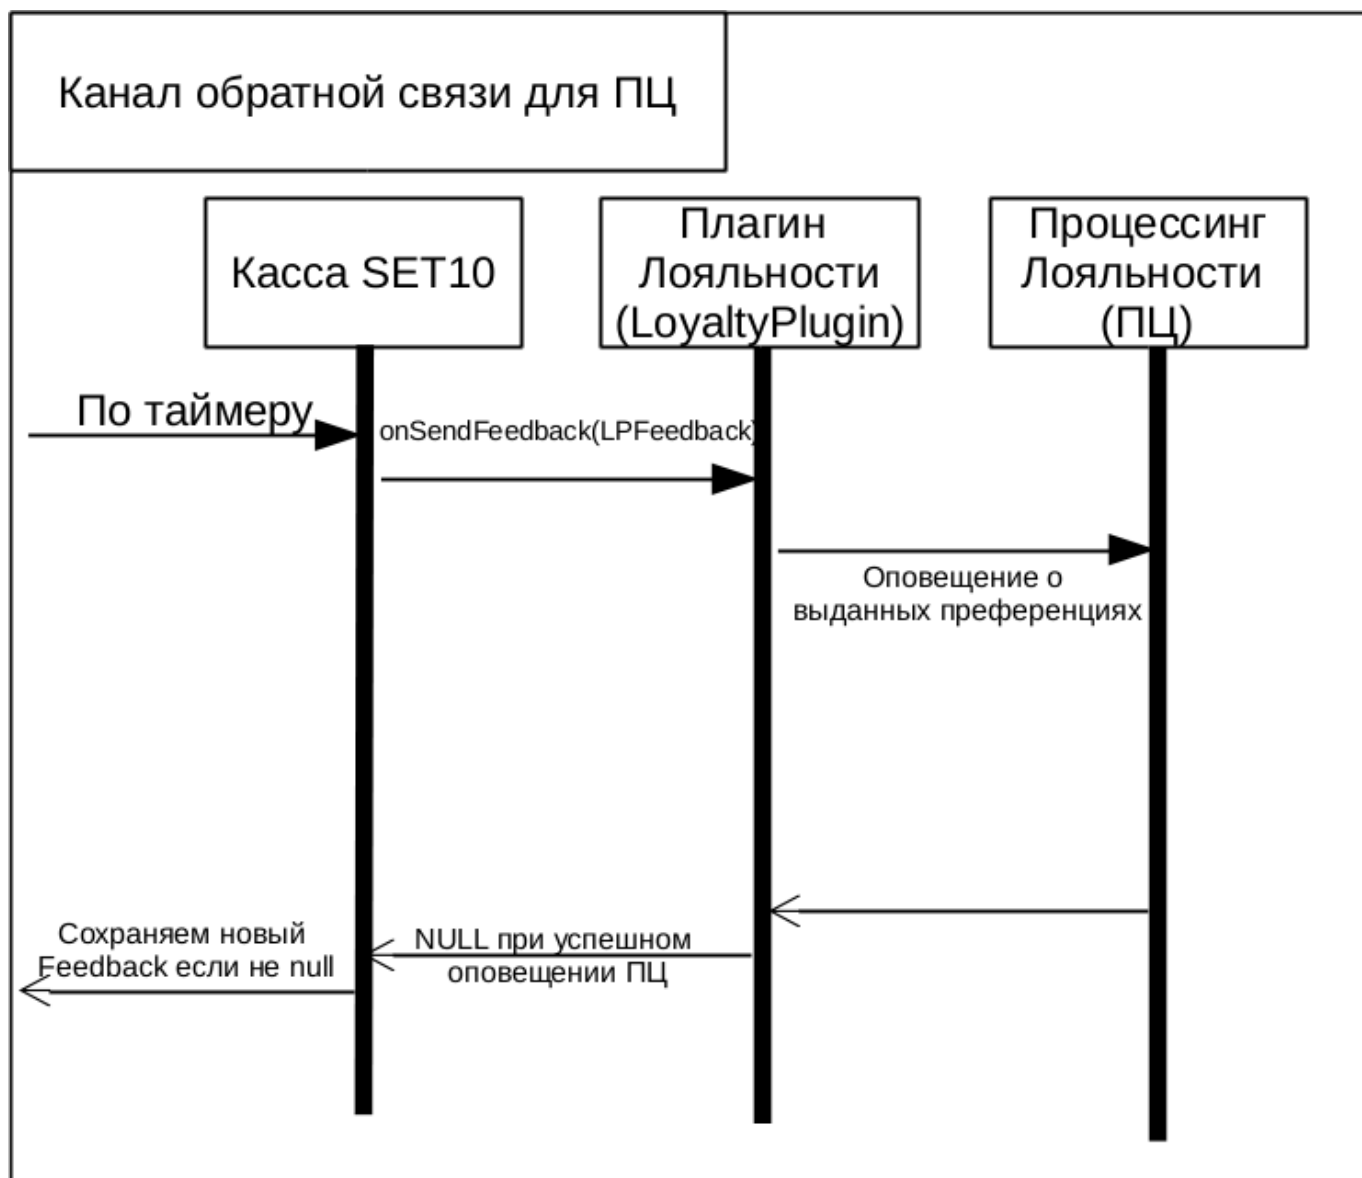 Канал обратной связи для ПЦ
Касса SET10
Плагин
Лояльности
(LoyaltyPlugin)
Процессинг
Лояльности
(ПЦ)
По таймеру
onSendFeedback(LPFeedback)
Оповещение о
выданных преференциях
Сохраняем новый
Feedback если не null
NULL при успешном
оповещении ПЦ